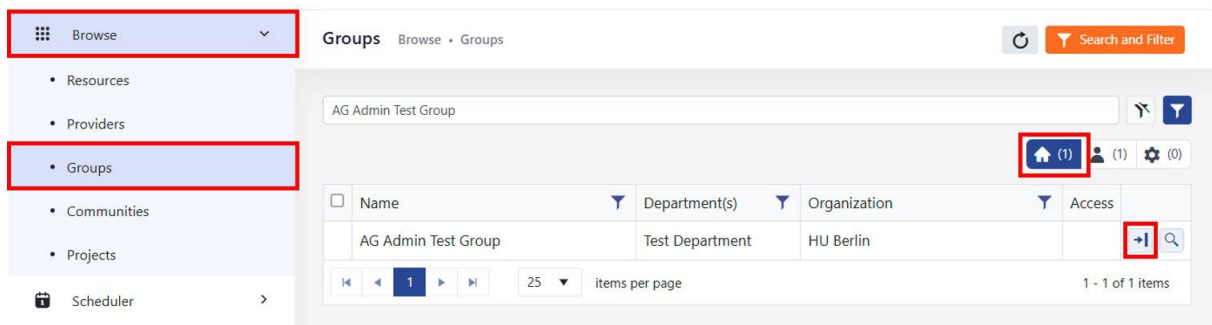 Browse
Groups Browse • Groups
Search and Filter
• Resources
AG Admin Test Group
• Providers
(1) (1) (0)
• Groups
Name Department(s) Organization Access
• Communities
AG Admin Test Group Test Department HU Berlin
• Projects
1 25 items per page 1 - 1 of 1 items
Scheduler